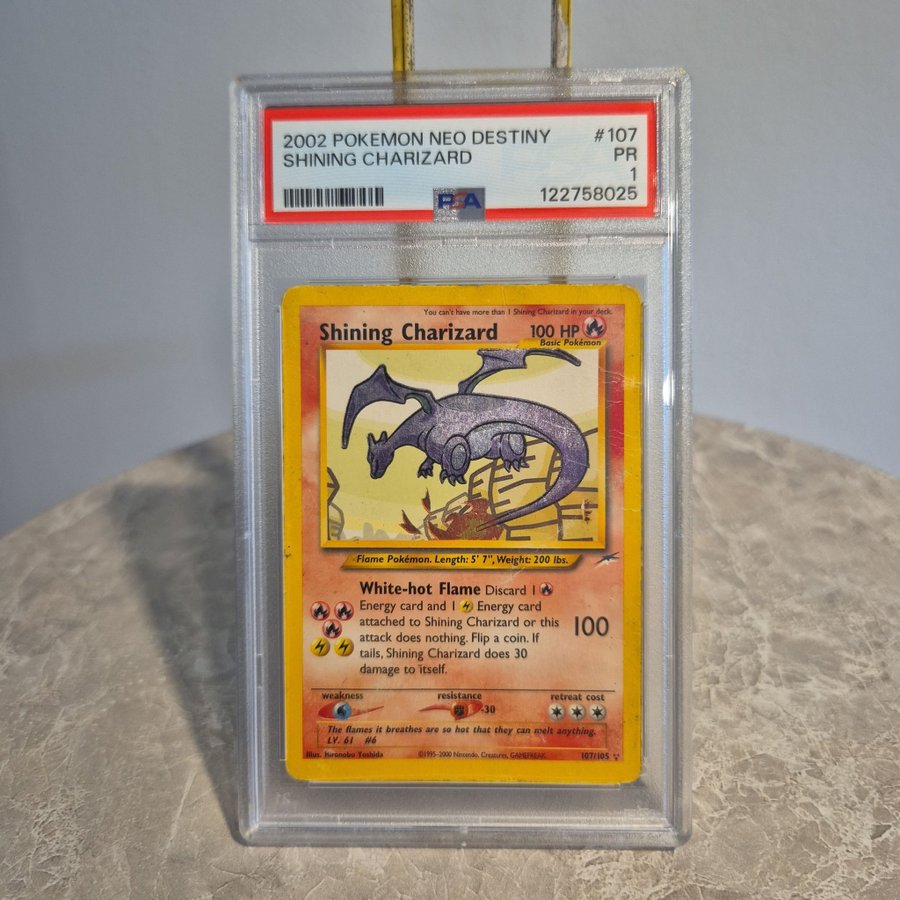 2002 POKEMON NEO DESTINY #107
SHINING CHARIZARD PR
1
PSA 122758025
You can't have more than 1 Shining Charizard in your deck.
Shining Charizard 100 HP
Basic Pokémon
Flame Pokémon. Length: 5' 7", Weight: 200 lbs.
White-hot Flame Discard 1
Energy card and 1 Energy card
attached to Shining Charizard or this
attack does nothing. Flip a coin. If
tails, Shining Charizard does 30
damage to itself.
100
weakness resistance retreat cost
-30
The flames it breathes are so hot that they can melt anything.
LV. 61 #6
Illus. Hironobu Yoshida ©1995-2000 Nintendo, Creatures, GAMEFREAK. 107/105